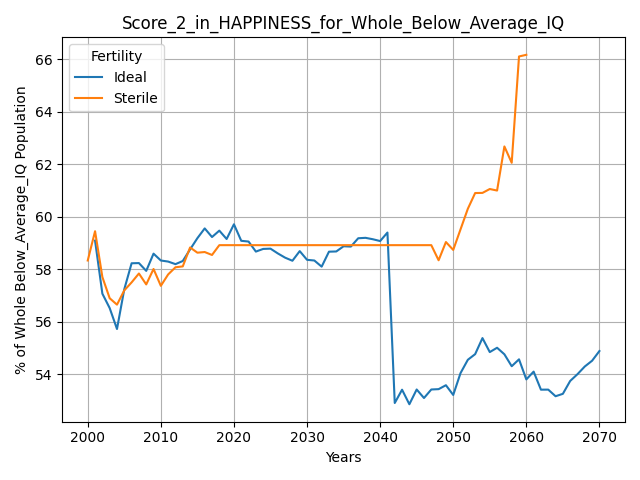 Score_2_in_HAPPINESS_for_Whole_Below_Average_IQ
Fertility
Ideal
Sterile
% of Whole Below_Average_IQ Population
66
64
62
60
58
56
54
2000
2010
2020
2030
2040
2050
2060
2070
Years